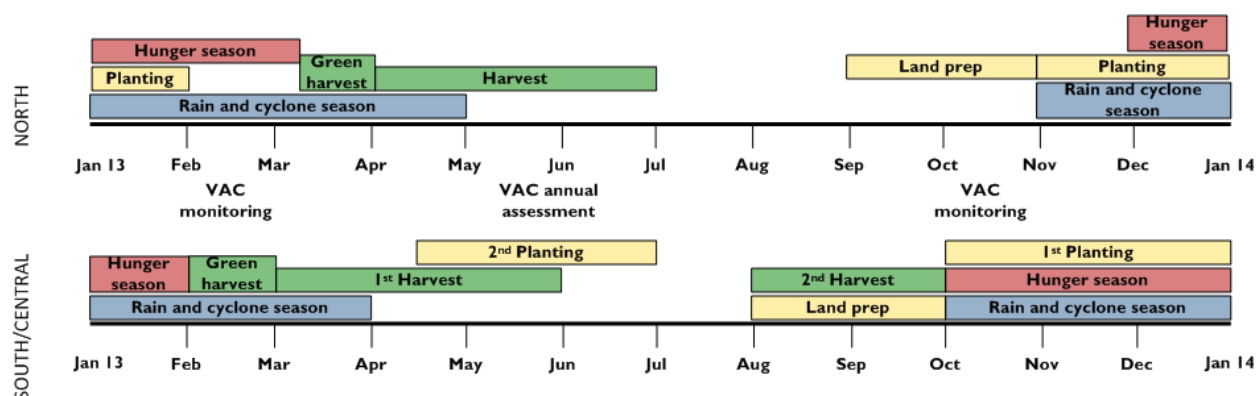 Hunger
season
Hunger season
Green
harvest
Planting
Harvest
Land prep
Planting
Rain and cyclone season
Rain and cyclone
season
NORTH
Jan 13 Feb Mar Apr May Jun Jul Aug Sep Oct Nov Dec Jan 14
VAC
monitoring
VAC annual
assessment
VAC
monitoring
2nd Planting
1st Planting
Hunger
season
Green
harvest
1st Harvest
2nd Harvest
Hunger season
Rain and cyclone season
Land prep
Rain and cyclone season
SOUTH/CENTRAL
Jan 13 Feb Mar Apr May Jun Jul Aug Sep Oct Nov Dec Jan 14